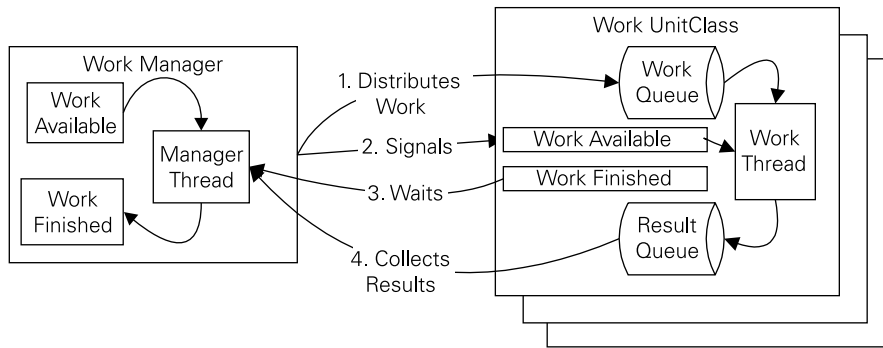 Work Manager
Work
Available
Manager
Thread
Work
Finished
1. Distributes
Work
2. Signals
3. Waits
4. Collects
Results
Work UnitClass
Work
Queue
Work Available
Work Finished
Work
Thread
Result
Queue